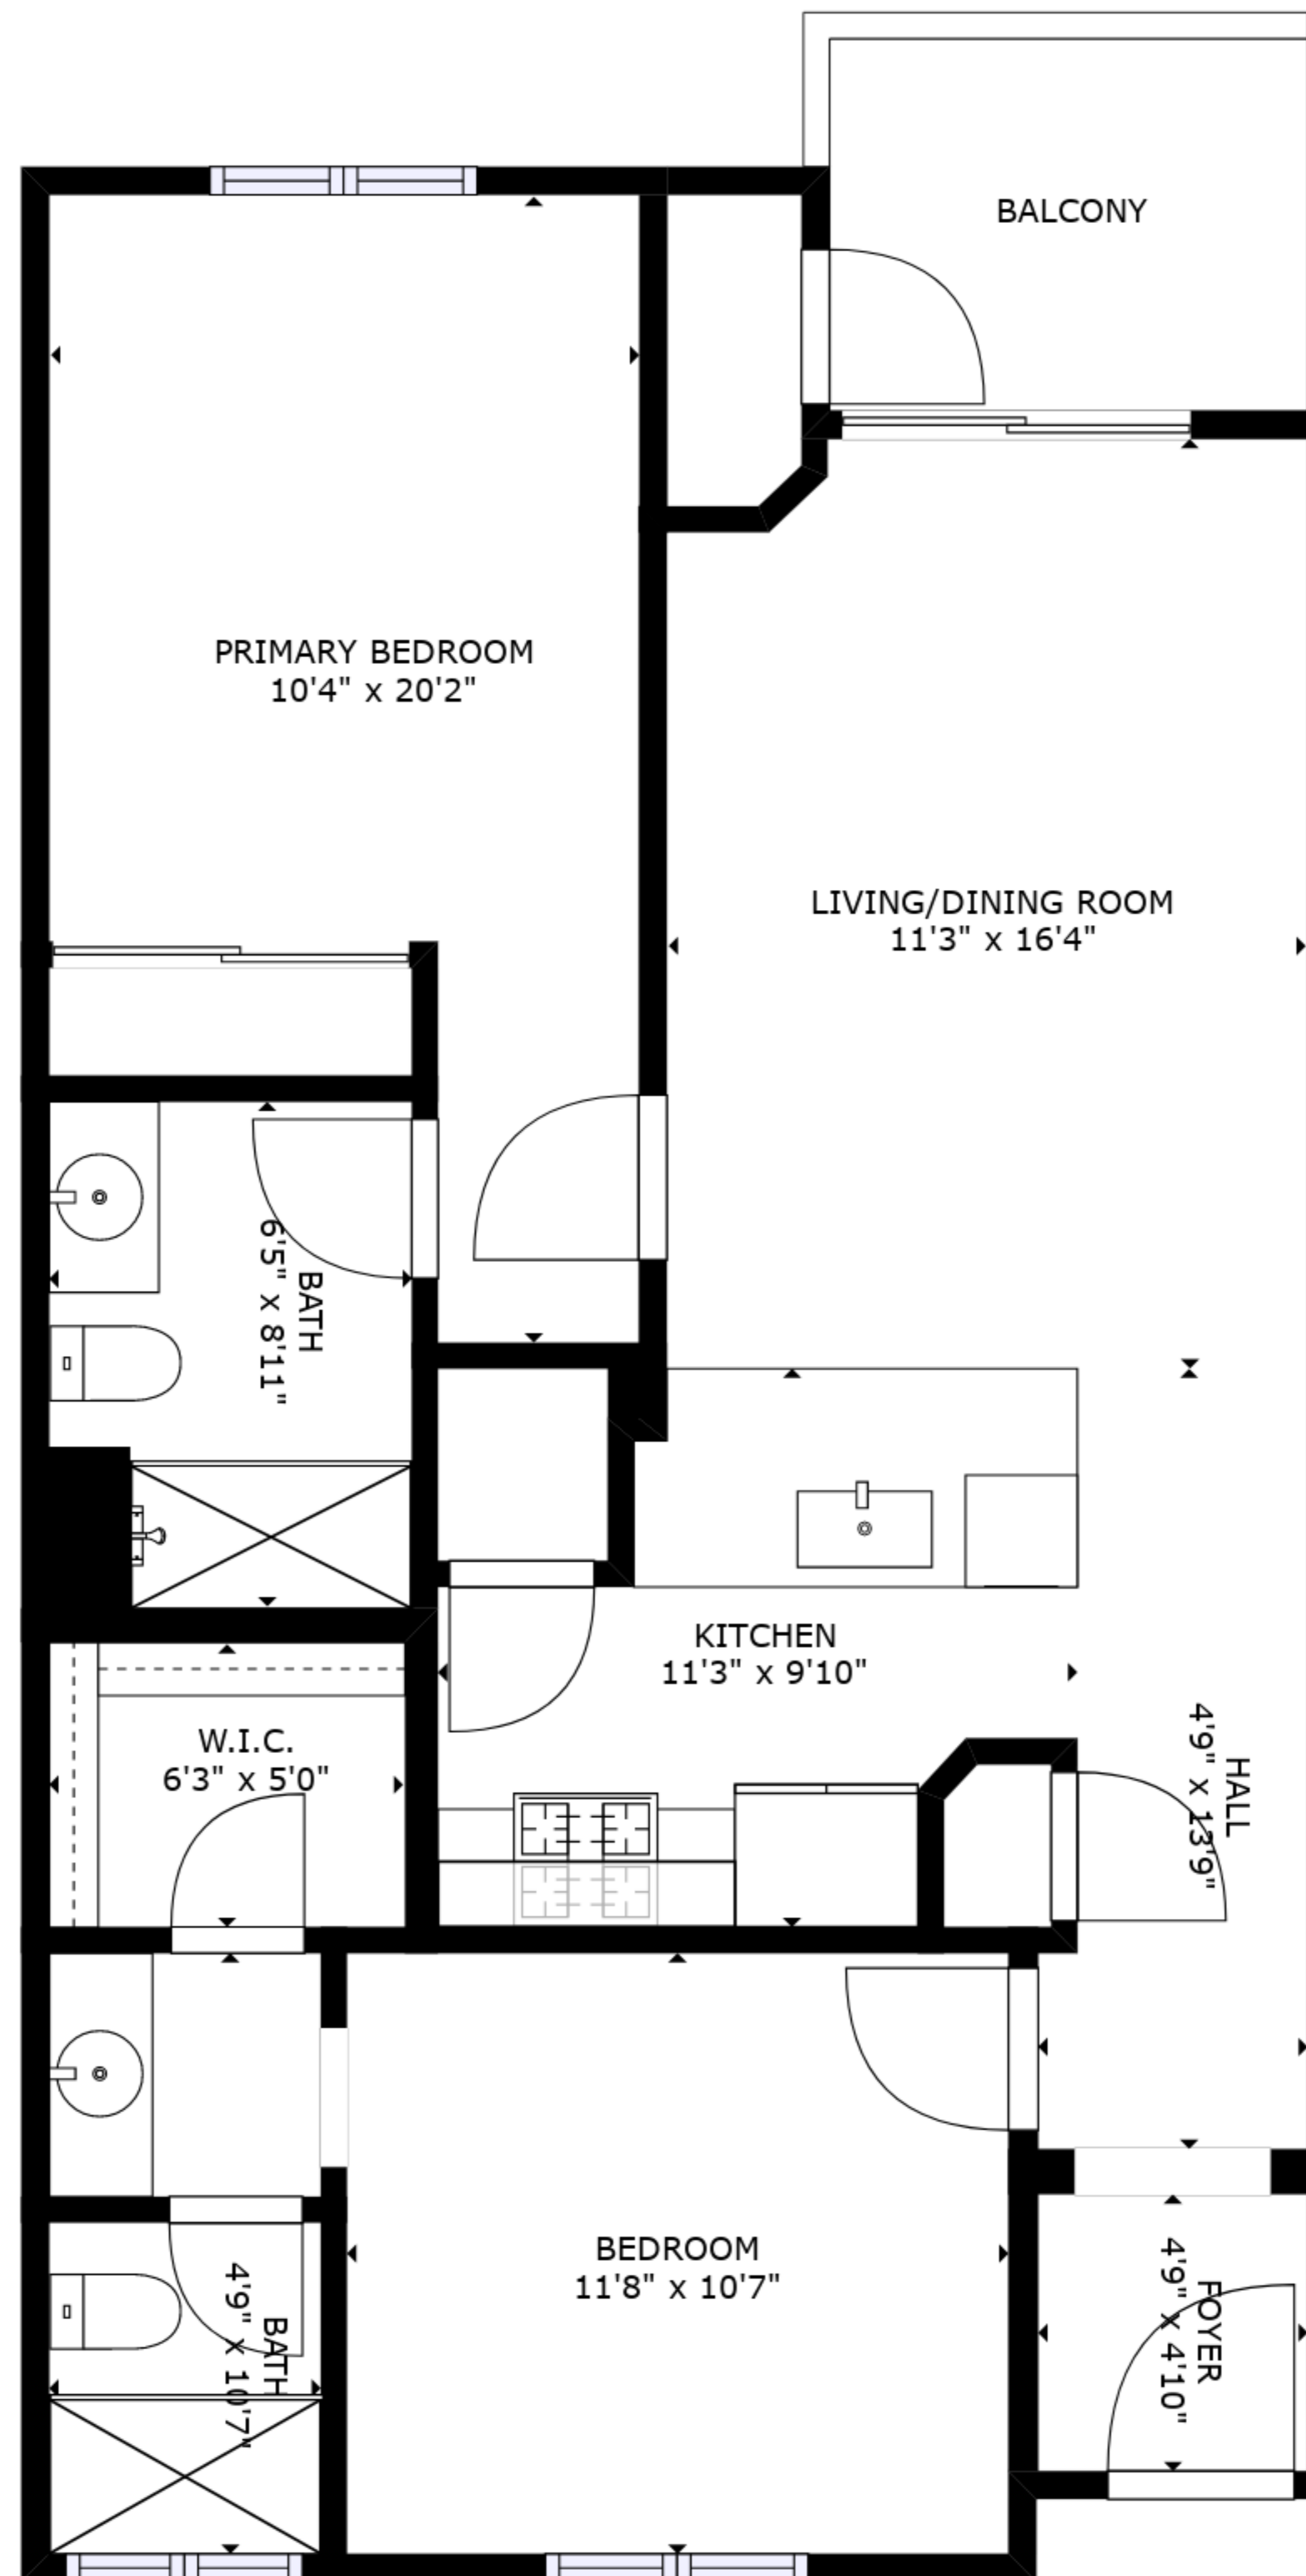 BALCONY
PRIMARY BEDROOM
10'4" x 20'2"
LIVING/DINING ROOM
11'3" x 16'4"
BATH
6'5" x 8'11"
KITCHEN
11'3" x 9'10"
W.I.C.
6'3" x 5'0"
HALL
4'9" x 13'9"
BEDROOM
11'8" x 10'7"
FOYER
4'9" x 4'10"
BATH
4'9" x 10'7"